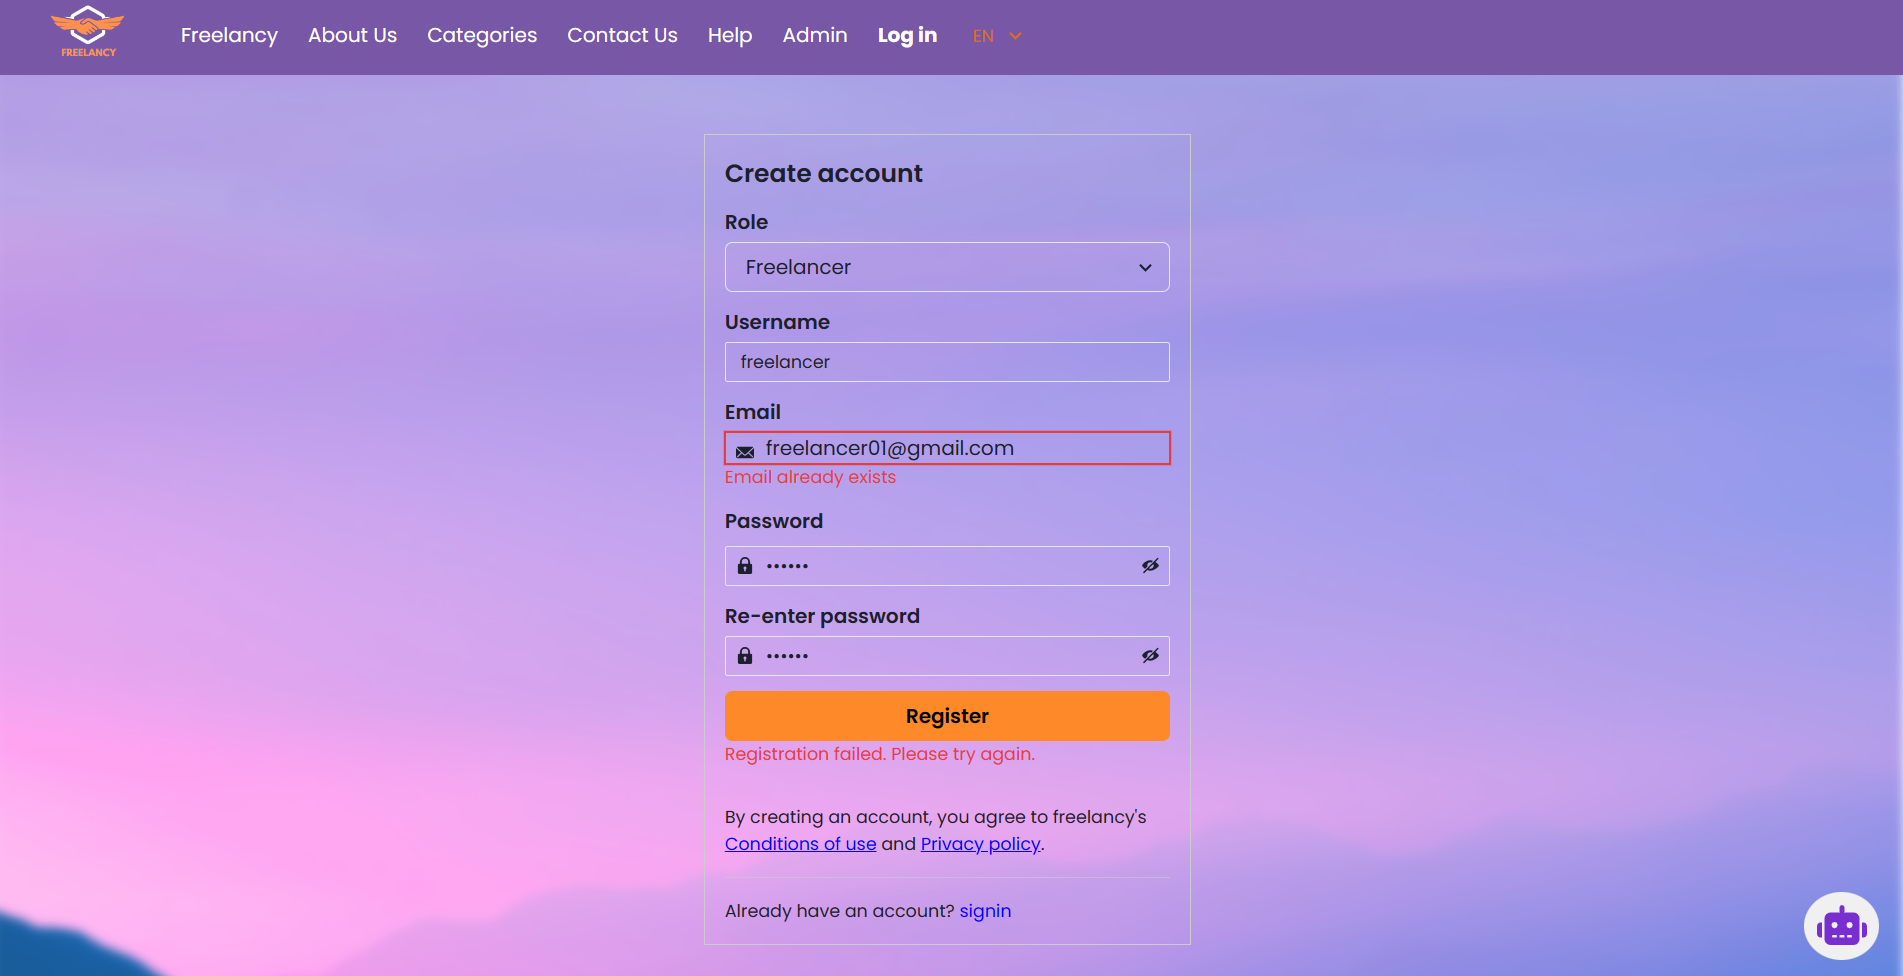 FREELANCY
Freelancy About Us Categories Contact Us Help Admin Log in EN
Create account
Role
Freelancer
Username
freelancer
Email
freelancer01@gmail.com
Email already exists
Password
••••••
Re-enter password
••••••
Register
Registration failed. Please try again.
By creating an account, you agree to freelancy's
Conditions of use and Privacy policy.
Already have an account? signin